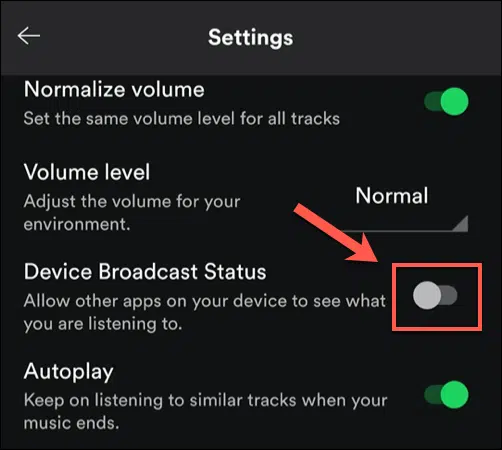 Settings
Normalize volume
Set the same volume level for all tracks
Volume level
Adjust the volume for your
environment.
Normal
Device Broadcast Status
Allow other apps on your device to see what
you are listening to.
Autoplay
Keep on listening to similar tracks when your
music ends.